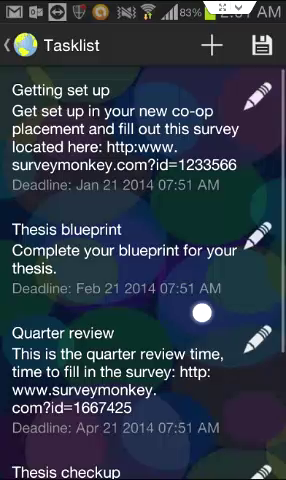 83%
Tasklist
Getting set up
Get set up in your new co-op
placement and fill out this survey
located here: http:www.
surveymonkey.com?id=1233566
Deadline: Jan 21 2014 07:51 AM
Thesis blueprint
Complete your blueprint for your
thesis.
Deadline: Feb 21 2014 07:51 AM
Quarter review
This is the quarter review time,
time to fill in the survey: http:
www.surveymonkey.
com?id=1667425
Deadline: Apr 21 2014 07:51 AM
Thesis checkup